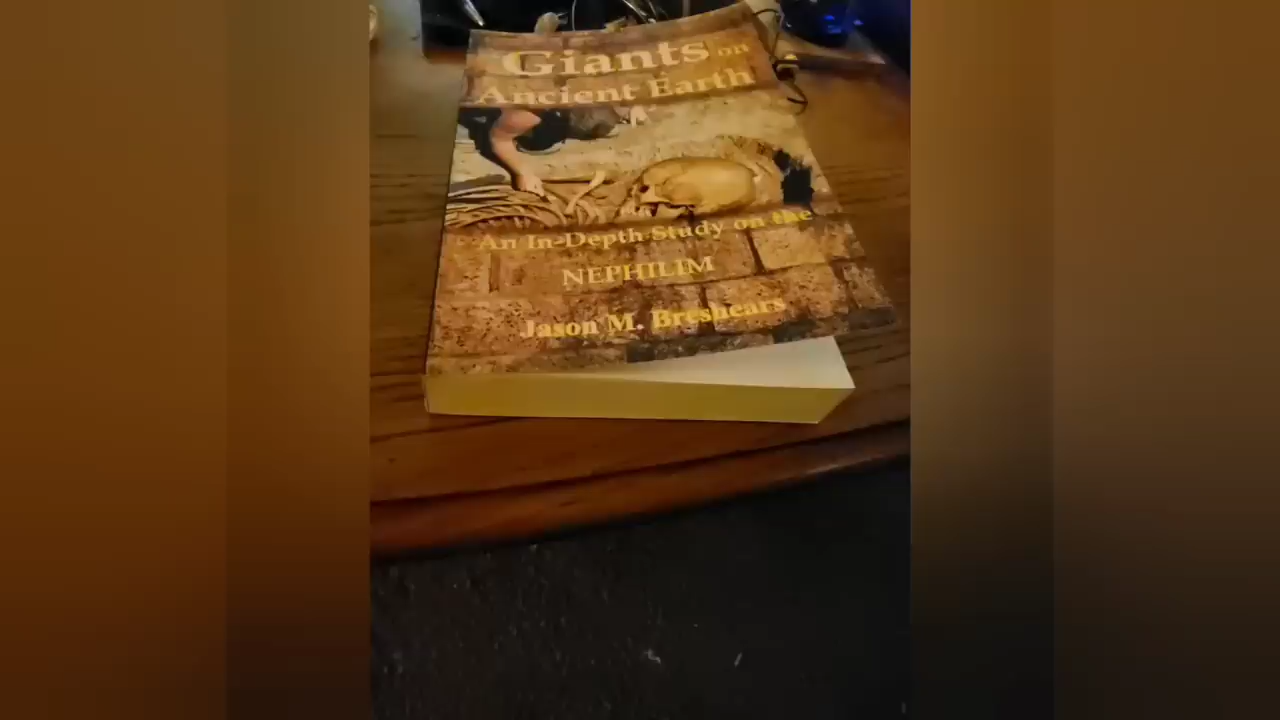 Giants on
Ancient Earth
An In-Depth Study on the
NEPHILIM
Jason M. Breshears